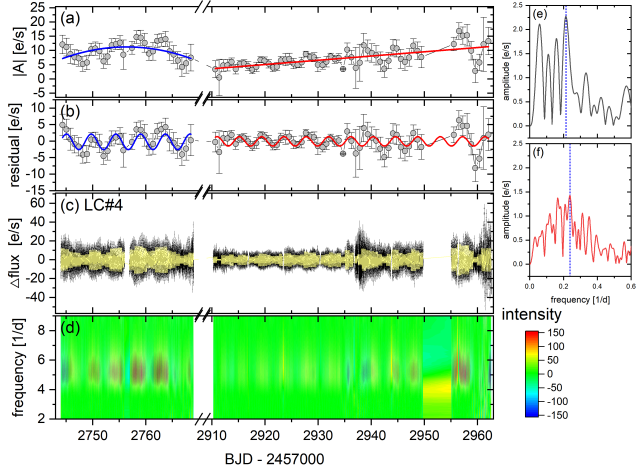 (a)
|A| [e/s]
25
20
15
10
5
0
(b)
residual [e/s]
10
5
0
-5
-10
-15
(c) LC#4
Δflux [e/s]
60
40
20
0
-20
-40
(d)
frequency [1/d]
8
6
4
2
2750 2760 2910 2920 2930 2940 2950 2960
BJD - 2457000
(e)
amplitude [e/s]
2.5
2.0
1.5
1.0
0.5
0.0
(f)
amplitude [e/s]
2.5
2.0
1.5
1.0
0.5
0.0
0.0 0.2 0.4 0.6
frequency [1/d]
intensity
150
100
50
0
-50
-100
-150